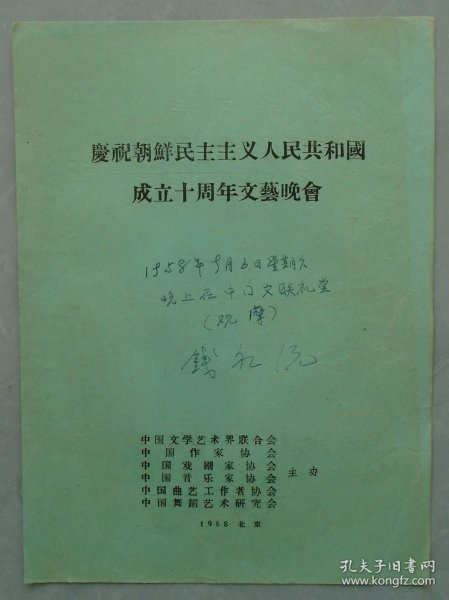 慶祝朝鮮民主主义人民共和國
成立十周年文藝晚會
1958年9月6日星期六
晚上在中门文联礼堂
(观摩)
中国文学艺术界联合会
中国作家协会
中国戏剧家协会
中国音乐家协会 主办
中国曲艺工作者协会
中国舞蹈艺术研究会
1958 北京
孔夫子旧书网
www.kongfz.com